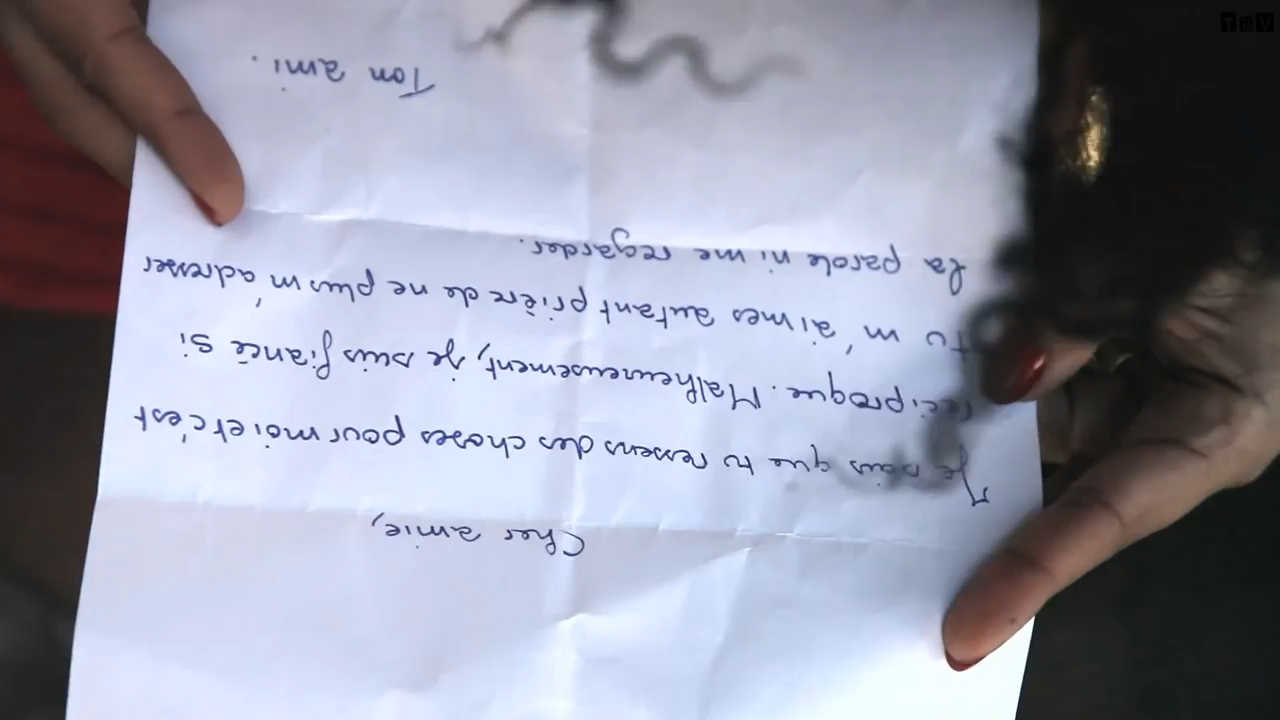 Cher amie,
Je sais que tu ressens des choses pour moi et c'est
réciproque. Malheureusement, je suis fiancé si
tu m'aimes autant prière de ne plus m'adresser
la parole ni me regarder.
Ton ami.